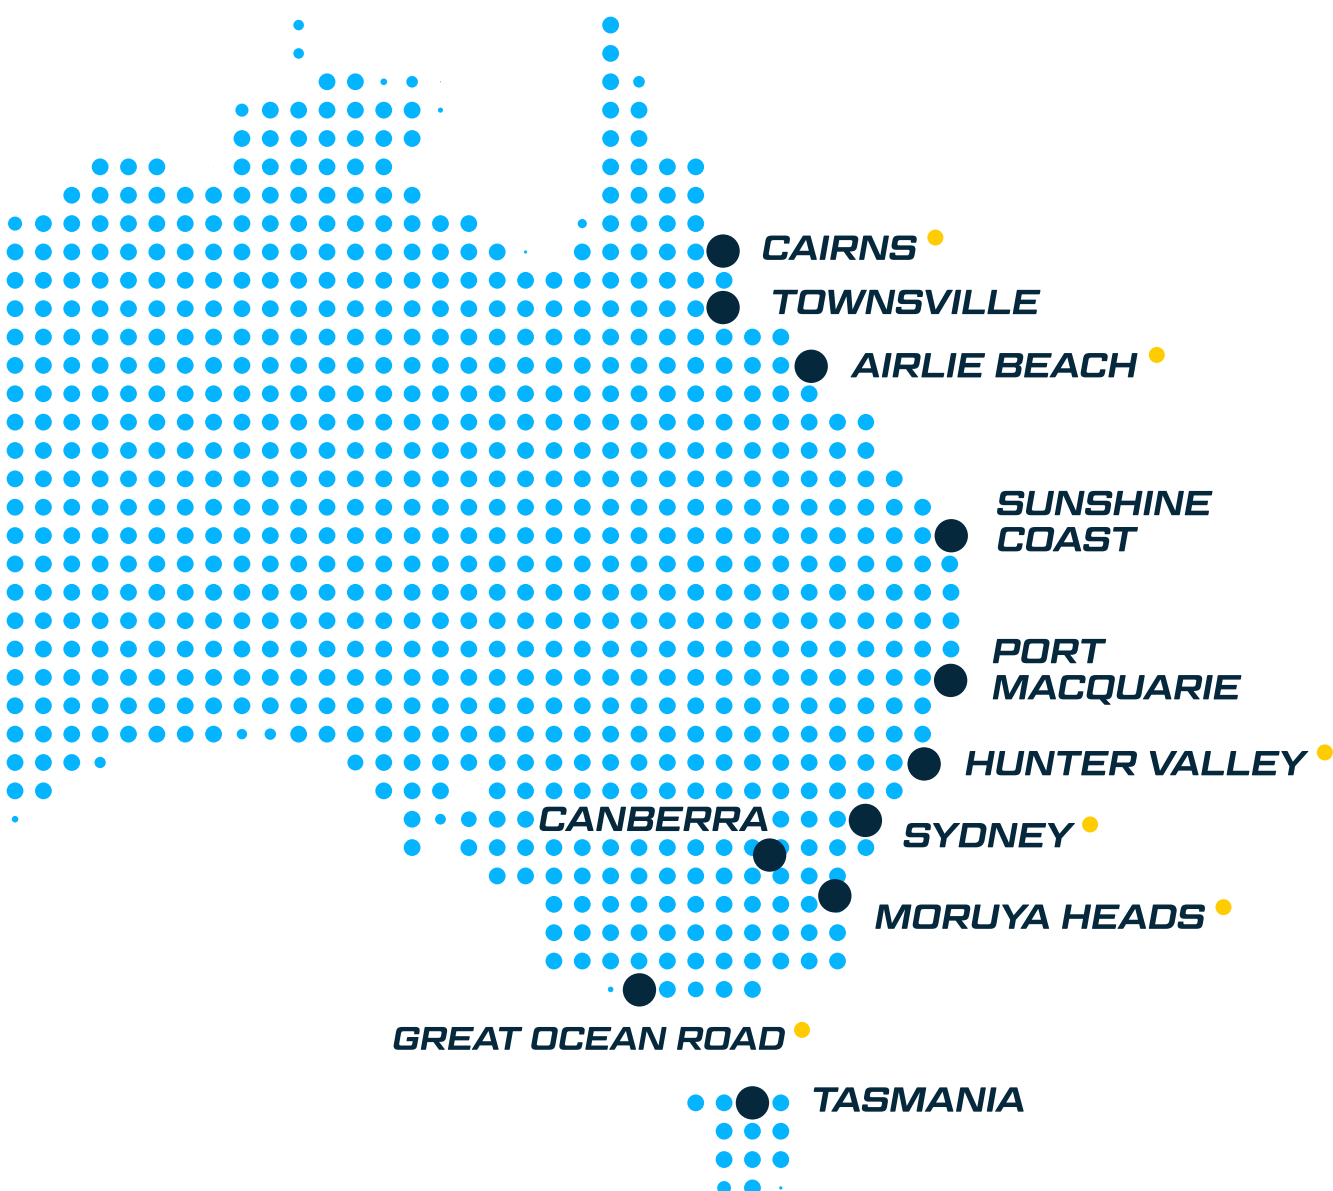 CAIRNS
TOWNSVILLE
AIRLIE BEACH
SUNSHINE
COAST
PORT
MACQUARIE
HUNTER VALLEY
CANBERRA
SYDNEY
MORUYA HEADS
GREAT OCEAN ROAD
TASMANIA